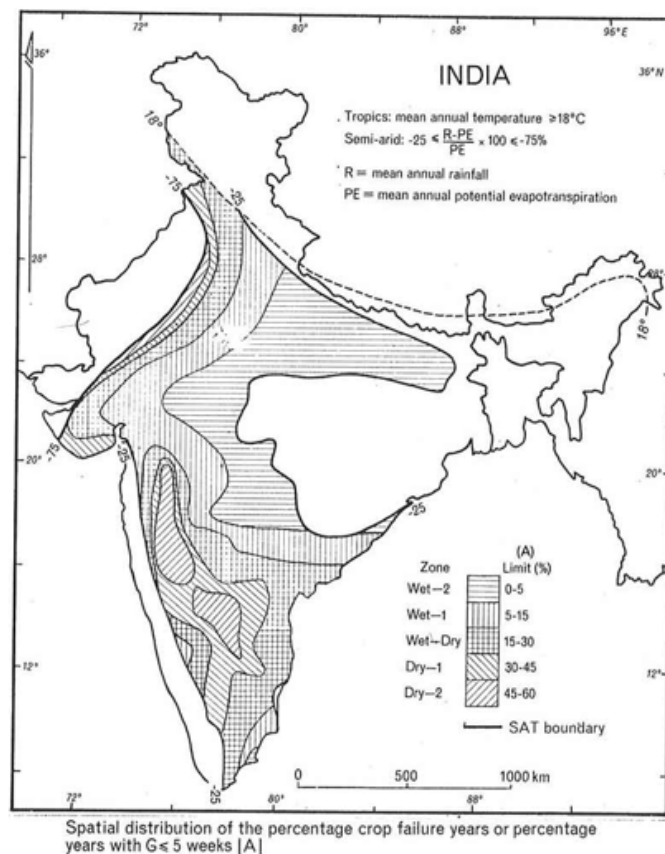 72° 80° 88° 96°E
36° 36°N
INDIA
Tropics: mean annual temperature ≥18°C
Semi-arid: -25 ≤ R-PE/PE × 100 ≤ -75%
R = mean annual rainfall
PE = mean annual potential evapotranspiration
18°
-75 -25
28° 28°
18°
-75 -25
20° 20°
-25
(A)
Zone Limit (%)
Wet-2 0-5
Wet-1 5-15
Wet-Dry 15-30
Dry-1 30-45
Dry-2 45-60
SAT boundary
12° 12°
0 500 1000 km
-25
72° 80° 88°
Spatial distribution of the percentage crop failure years or percentage
years with G≤ 5 weeks [A]